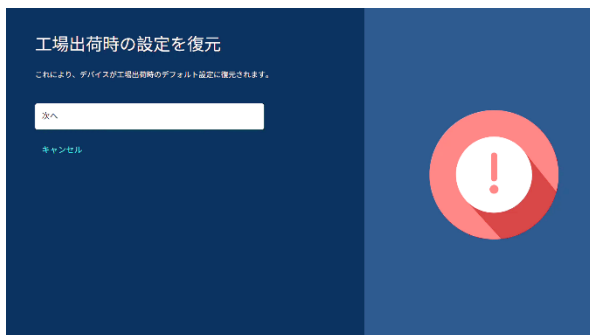 工場出荷時の設定を復元
これにより、デバイスが工場出荷時のデフォルト設定に復元されます。
次へ
キャンセル